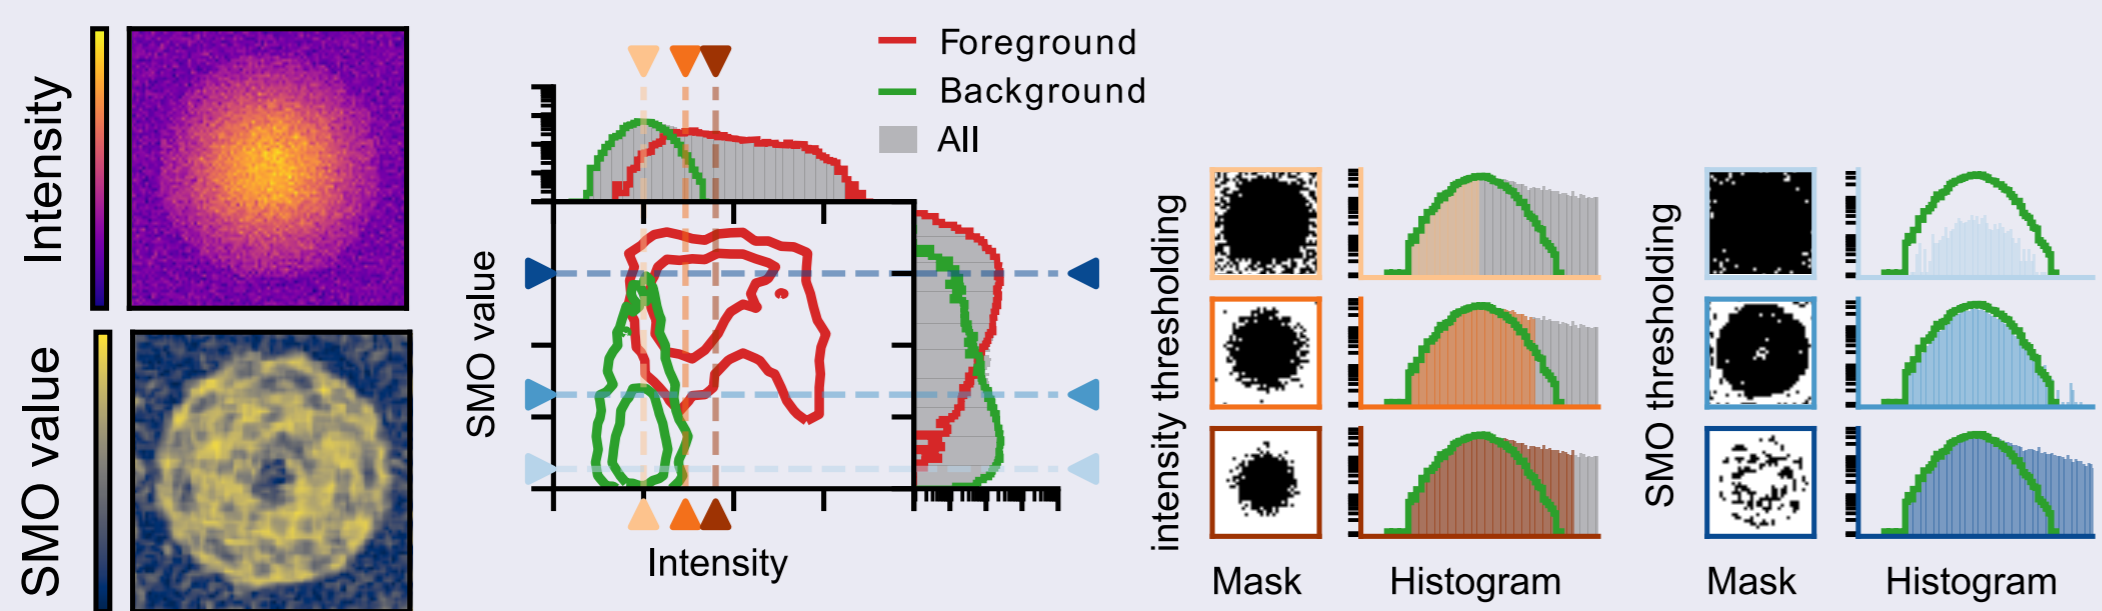 Intensity
SMO value
Foreground
Background
All
SMO value
Intensity
intensity thresholding
Mask
Histogram
SMO thresholding
Mask
Histogram